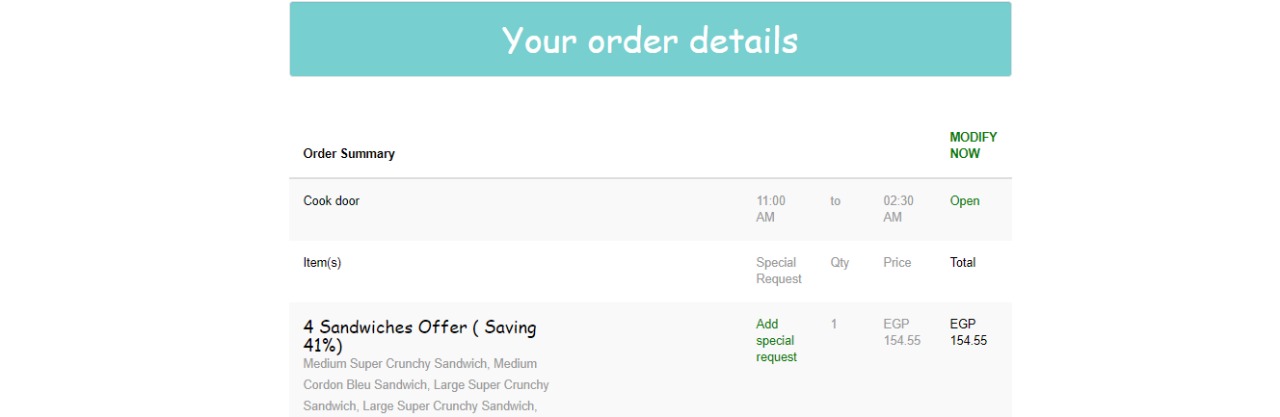 Your order details
MODIFY
NOW
Order Summary
Cook door 11:00 to 02:30 Open
AM AM
Item(s) Special Qty Price Total
Request
4 Sandwiches Offer ( Saving Add 1 EGP EGP
41%) special 154.55 154.55
request
Medium Super Crunchy Sandwich, Medium
Cordon Bleu Sandwich, Large Super Crunchy
Sandwich, Large Super Crunchy Sandwich,